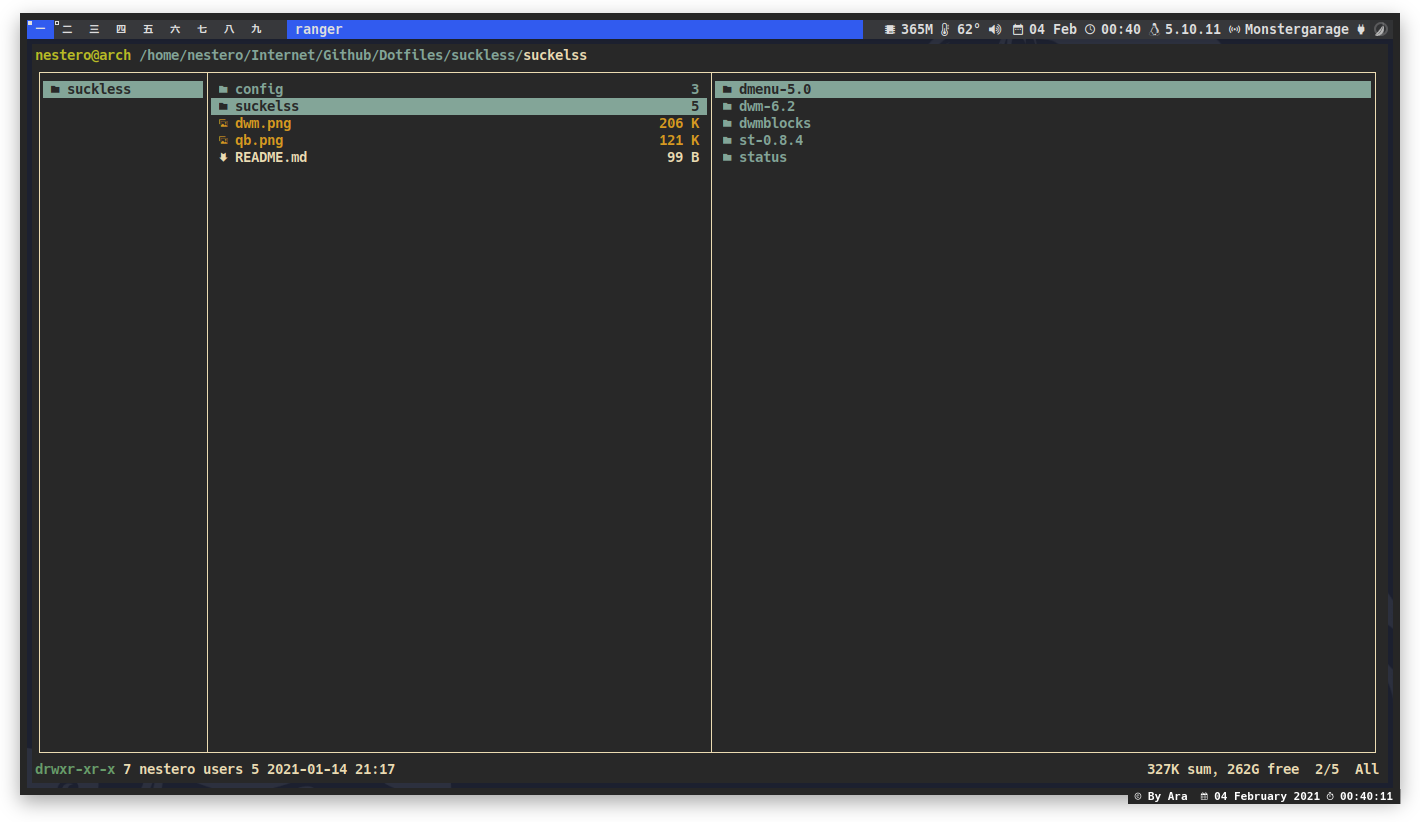 一 二 三 四 五 六 七 八 九 ranger 365M 62° 04 Feb 00:40 5.10.11 Monstergarage
nestero@arch /home/nestero/Internet/Github/Dotfiles/suckless/suckelss
suckless config 3 dmenu-5.0
suckelss 5 dwm-6.2
dwm.png 206 K dwmblocks
qb.png 121 K st-0.8.4
README.md 99 B status
drwxr-xr-x 7 nestero users 5 2021-01-14 21:17 327K sum, 262G free 2/5 All
© By Ara 04 February 2021 00:40:11